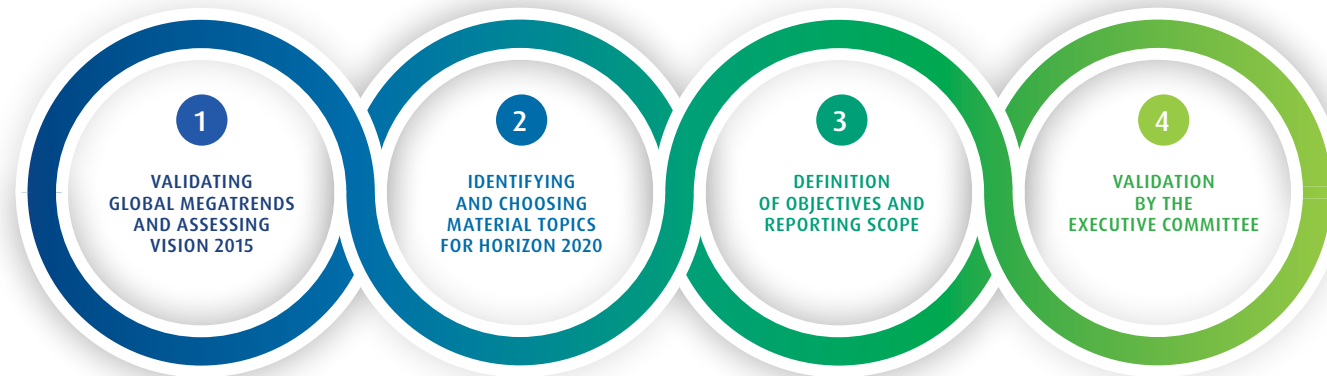 1
VALIDATING
GLOBAL MEGATRENDS
AND ASSESSING
VISION 2015
2
IDENTIFYING
AND CHOOSING
MATERIAL TOPICS
FOR HORIZON 2020
3
DEFINITION
OF OBJECTIVES AND
REPORTING SCOPE
4
VALIDATION
BY THE
EXECUTIVE COMMITTEE